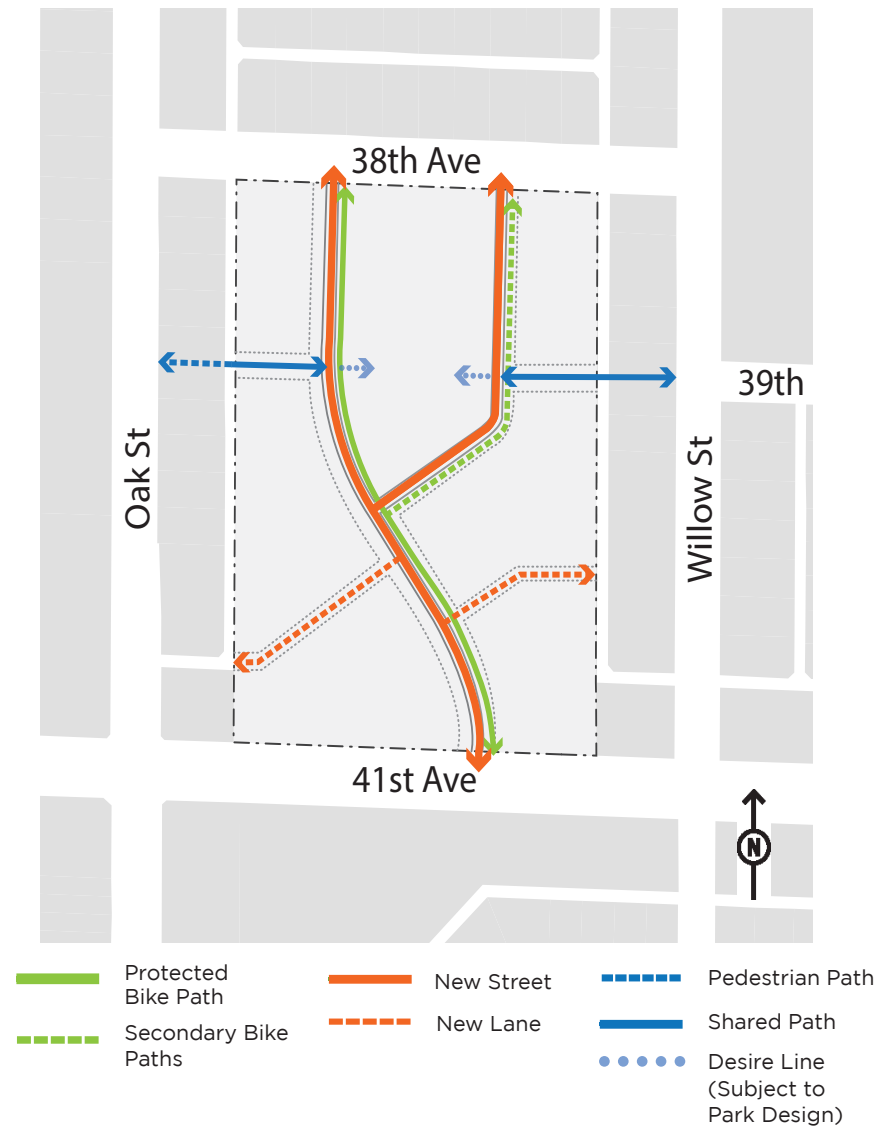 38th Ave
39th
Oak St
Willow St
41st Ave
N
Protected
Bike Path
Secondary Bike
Paths
New Street
New Lane
Pedestrian Path
Shared Path
Desire Line
(Subject to
Park Design)